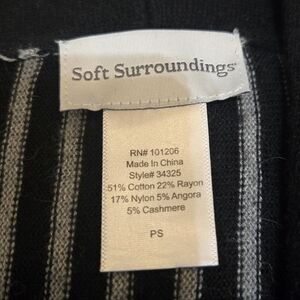 Soft Surroundings
RN# 101206
Made In China
Style# 34325
51% Cotton 22% Rayon
17% Nylon 5% Angora
5% Cashmere
PS